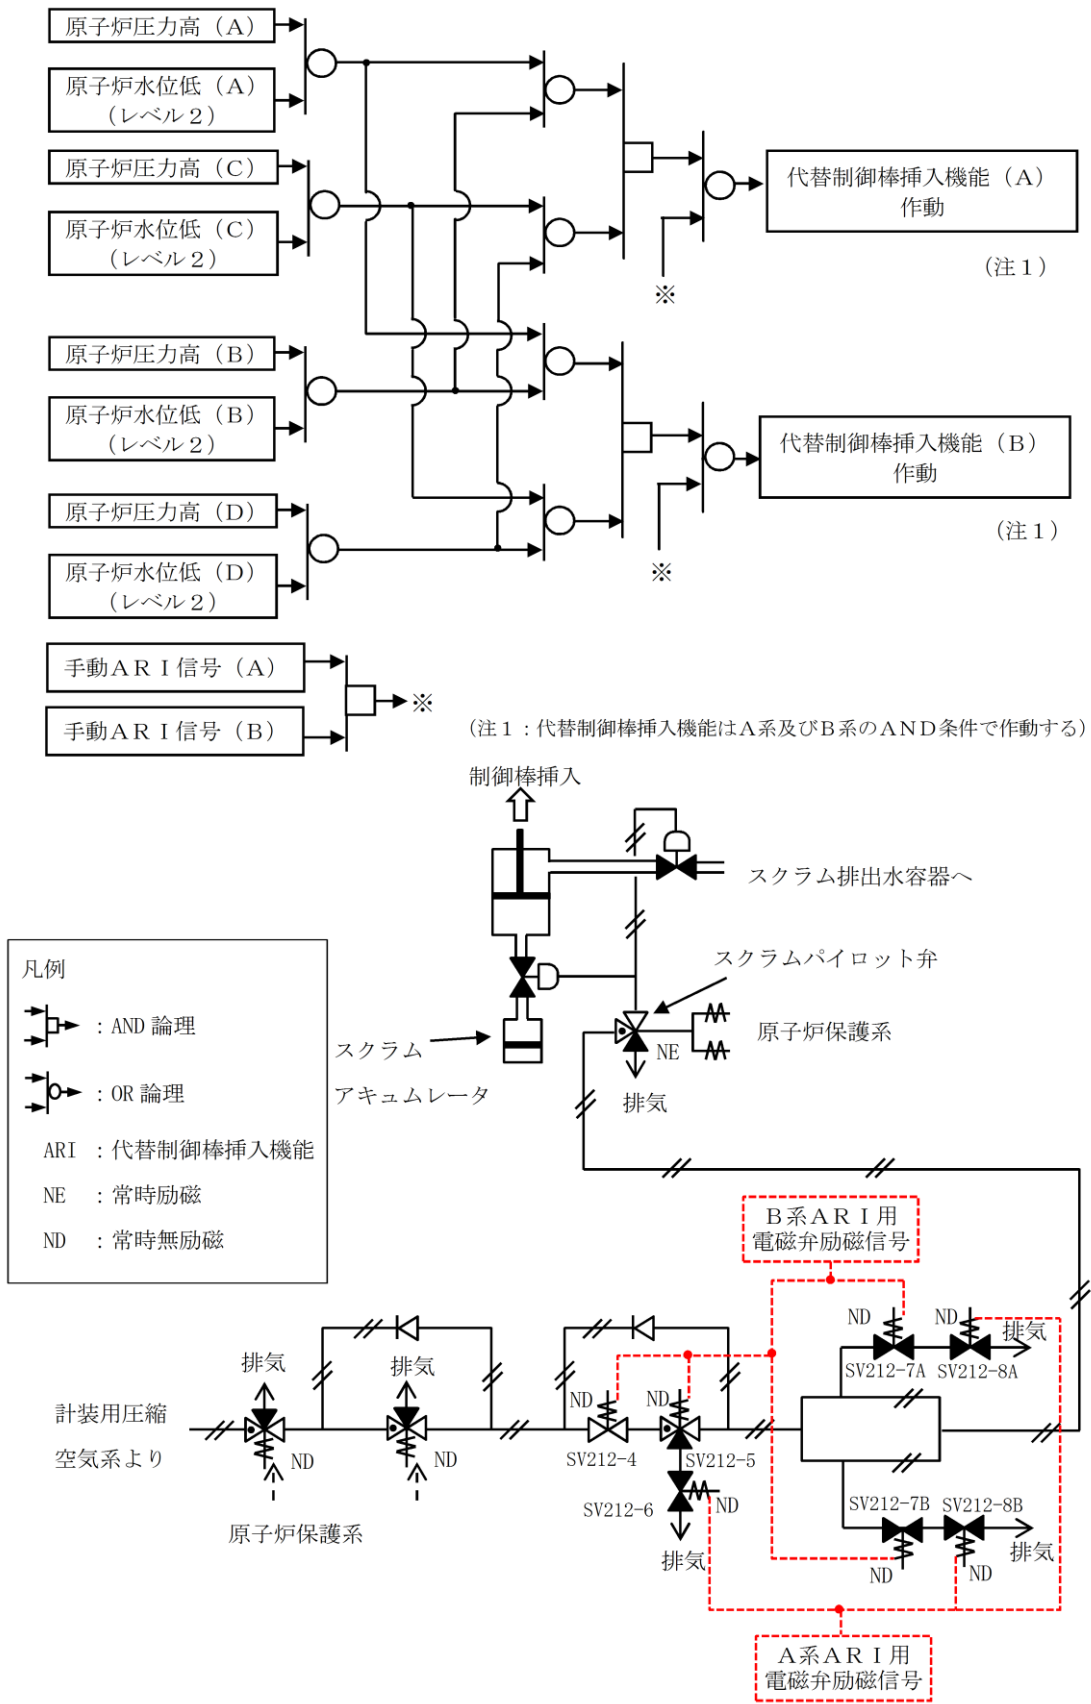 原子炉圧力高（A）
原子炉水位低（A）
（レベル２）
原子炉圧力高（C）
原子炉水位低（C）
（レベル２）
代替制御棒挿入機能（A）
作動
（注１）
※
原子炉圧力高（B）
原子炉水位低（B）
（レベル２）
代替制御棒挿入機能（B）
作動
（注１）
※
原子炉圧力高（D）
原子炉水位低（D）
（レベル２）
手動ＡＲＩ信号（A）
手動ＡＲＩ信号（B）
※
（注１：代替制御棒挿入機能はＡ系及びＢ系のＡＮＤ条件で作動する）
制御棒挿入
スクラム排出水容器へ
スクラムパイロット弁
原子炉保護系
NE
排気
スクラム
アキュムレータ
凡例
：AND 論理
：OR 論理
ARI ：代替制御棒挿入機能
NE ：常時励磁
ND ：常時無励磁
Ｂ系ＡＲＩ用
電磁弁励磁信号
ND
ND
排気
SV212-7A
SV212-8A
排気
排気
計装用圧縮
空気系より
ND
ND
原子炉保護系
ND
ND
SV212-4
SV212-5
SV212-6
ND
排気
SV212-7B
SV212-8B
排気
ND
ND
Ａ系ＡＲＩ用
電磁弁励磁信号